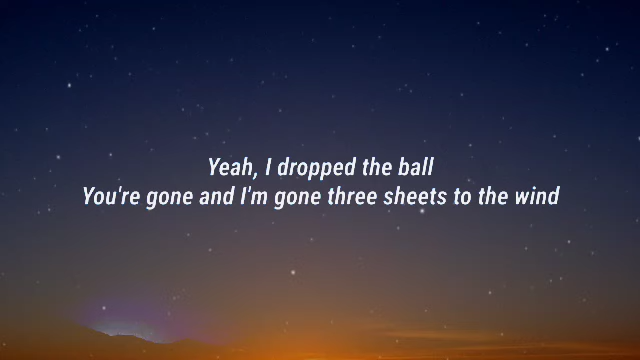 Yeah, I dropped the ball
You're gone and I'm gone three sheets to the wind